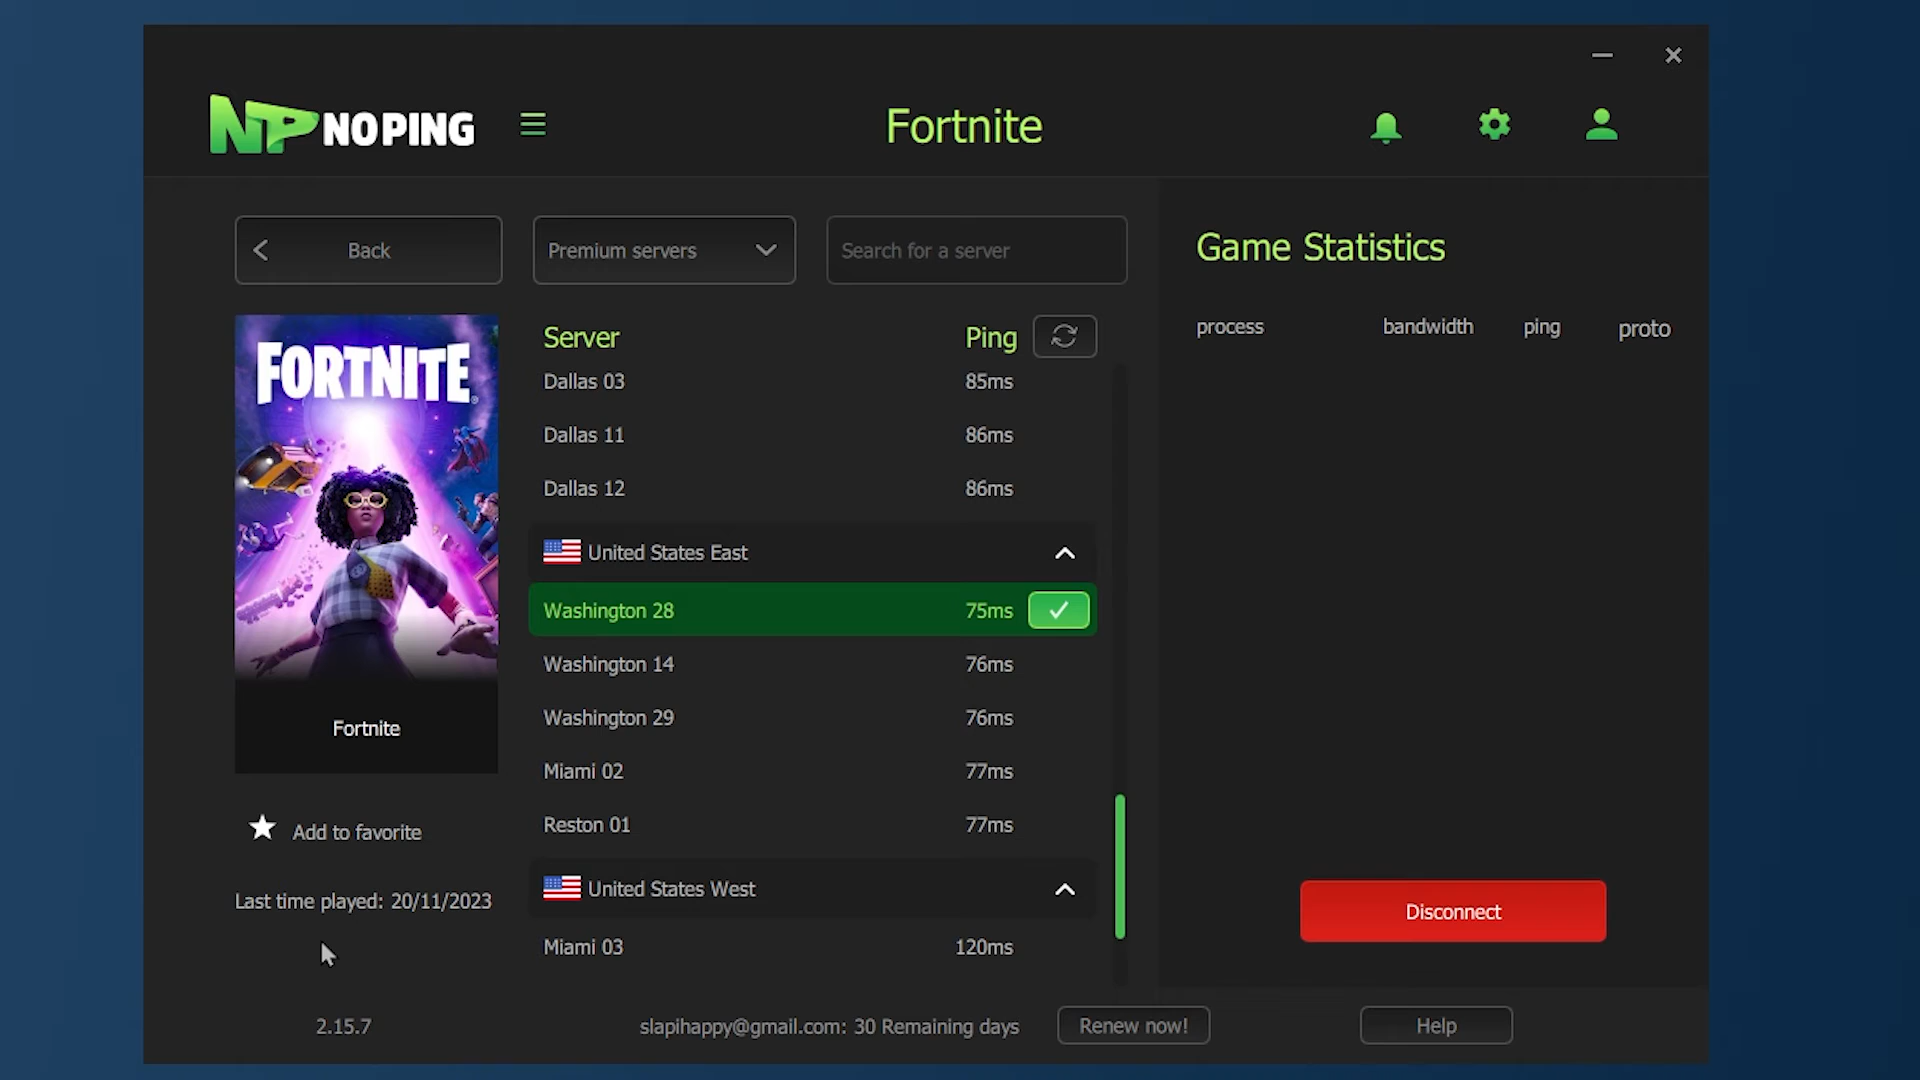 NP NOPING
Fortnite
Back
Premium servers
Search for a server
Game Statistics
process bandwidth ping proto
FORTNITE
Fortnite
Add to favorite
Last time played: 20/11/2023
Server Ping
Dallas 03 85ms
Dallas 11 86ms
Dallas 12 86ms
United States East
Washington 28 75ms
Washington 14 76ms
Washington 29 76ms
Miami 02 77ms
Reston 01 77ms
United States West
Miami 03 120ms
Disconnect
2.15.7
slapihappy@gmail.com: 30 Remaining days
Renew now!
Help